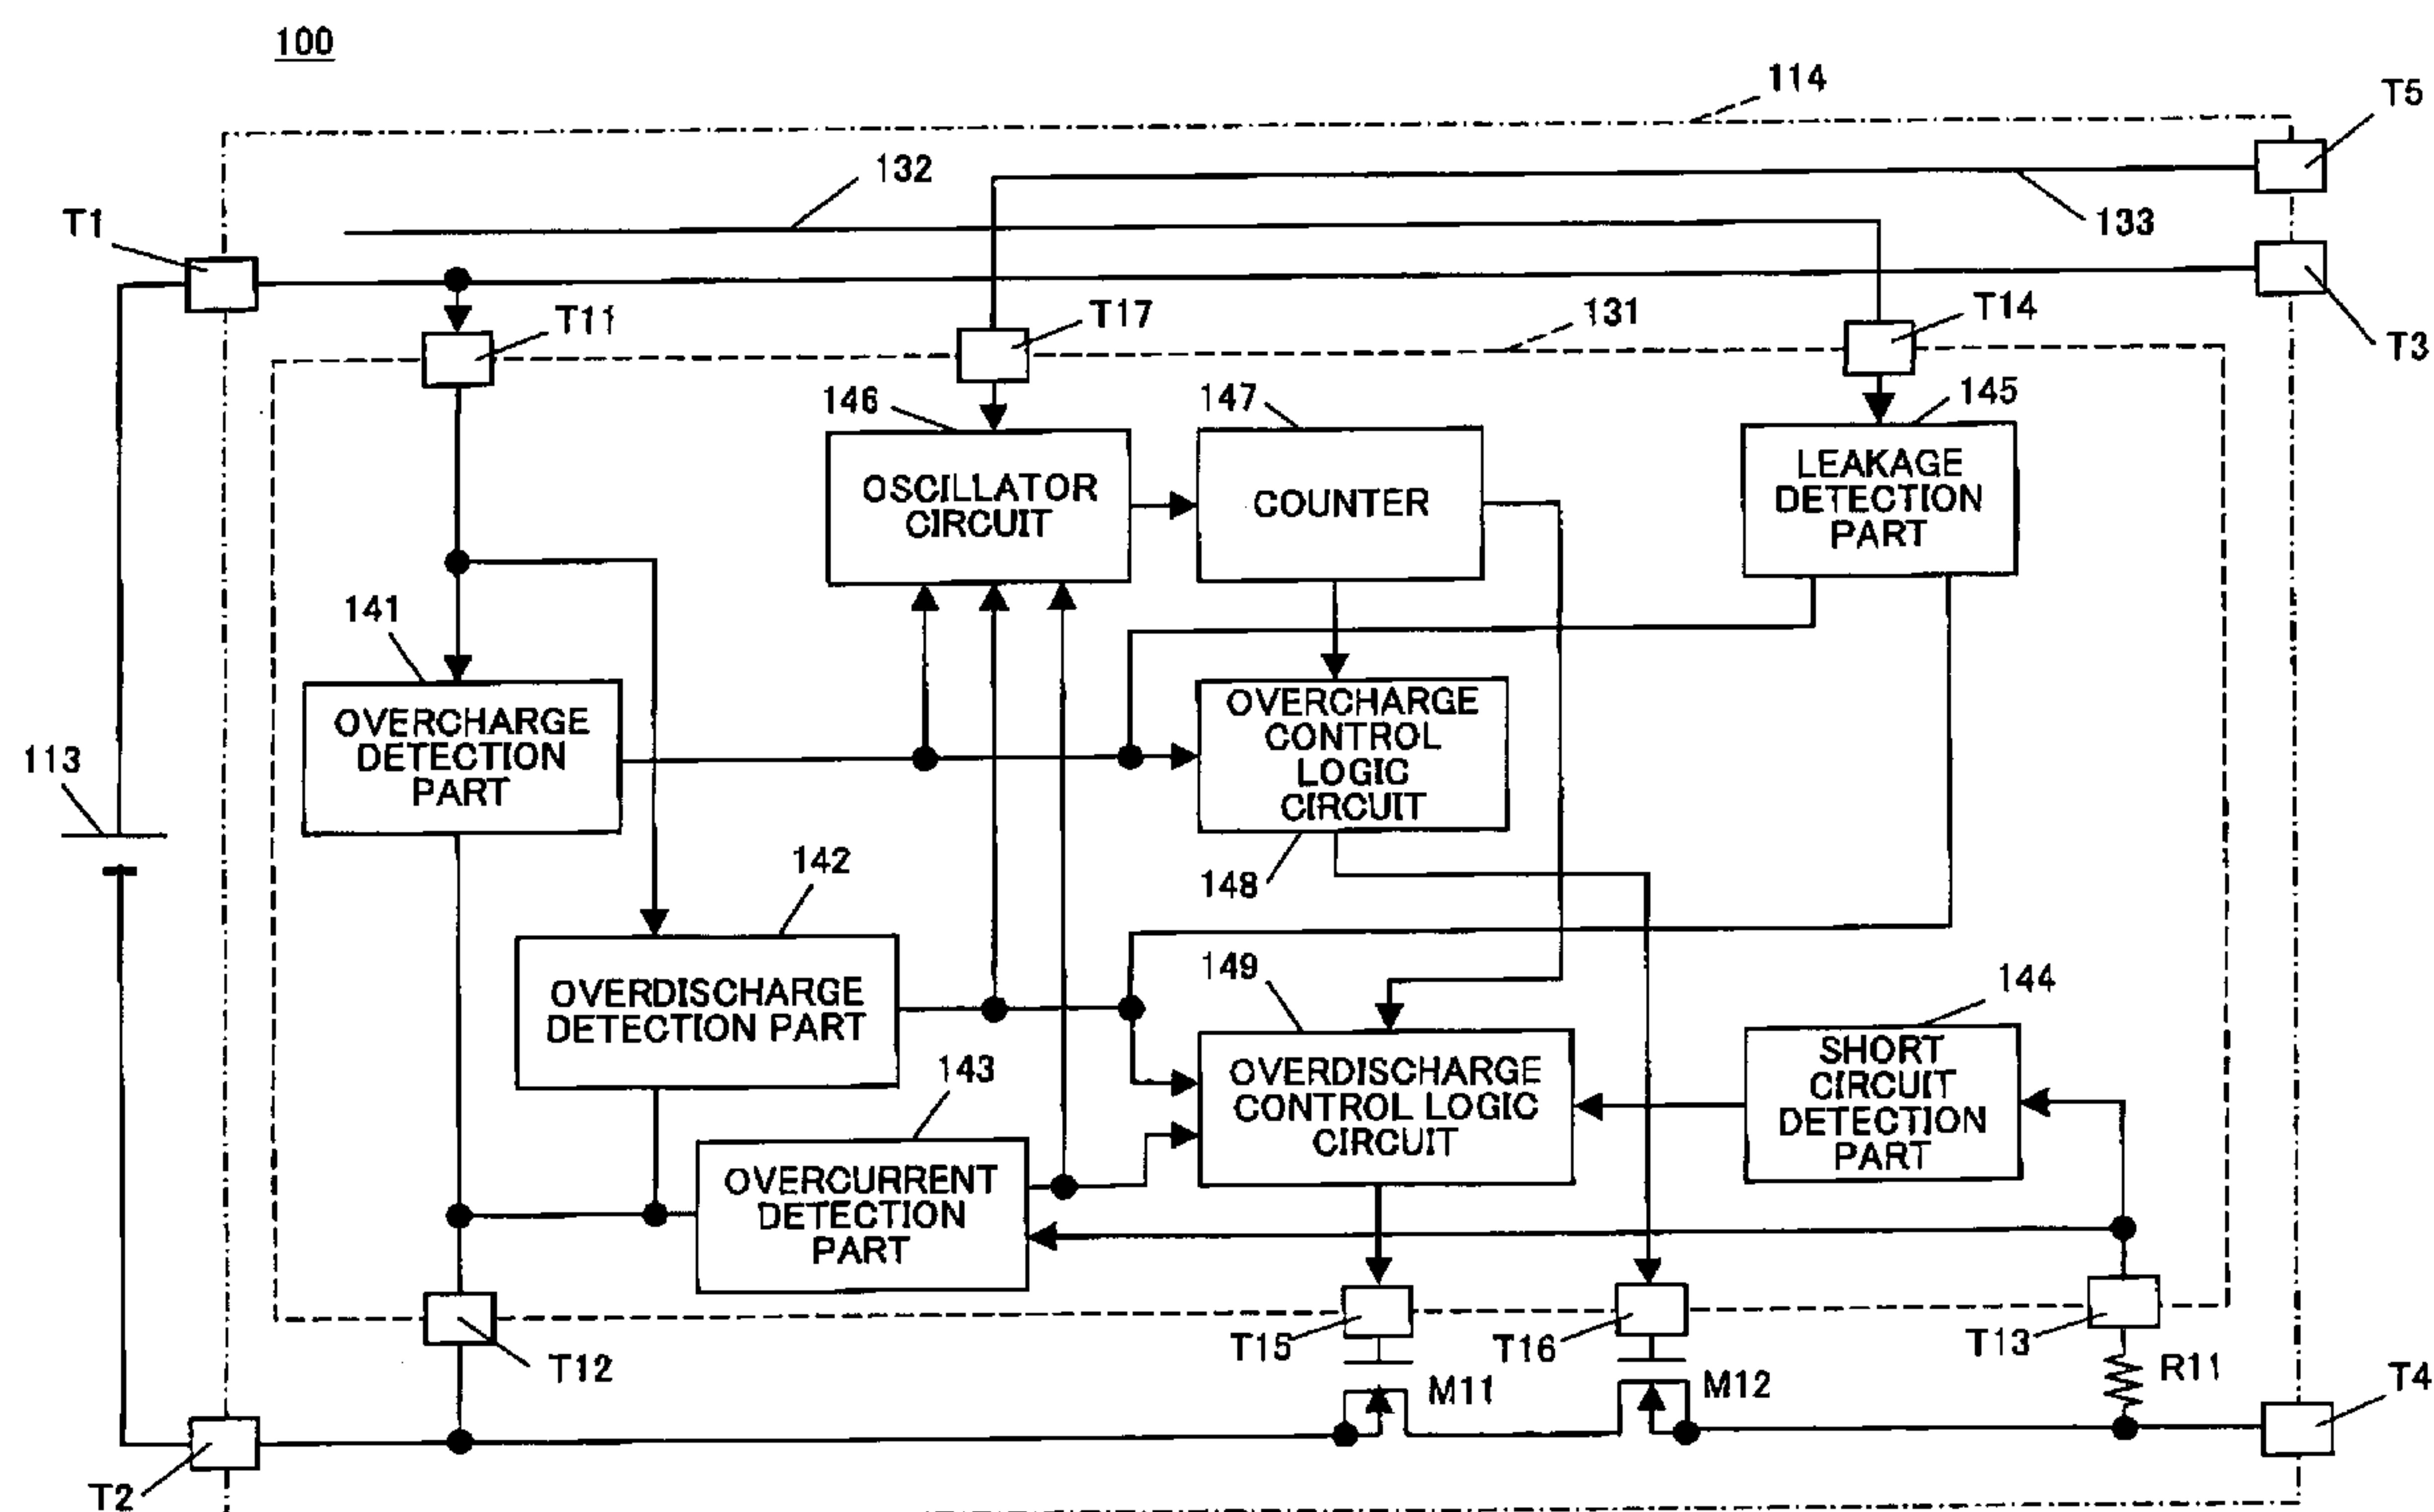 100
114
T5
132
T1
133
T11
T17
131
T14
T3
146
147
145
OSCILLATOR
CIRCUIT
COUNTER
LEAKAGE
DETECTION
PART
141
OVERCHARGE
DETECTION
PART
OVERCHARGE
CONTROL
LOGIC
CIRCUIT
113
142
148
OVERDISCHARGE
DETECTION PART
149
144
143
OVERDISCHARGE
CONTROL LOGIC
CIRCUIT
SHORT
CIRCUIT
DETECTION
PART
OVERCURRENT
DETECTION
PART
T12
T15
T16
T13
M11
M12
R11
T4
T2